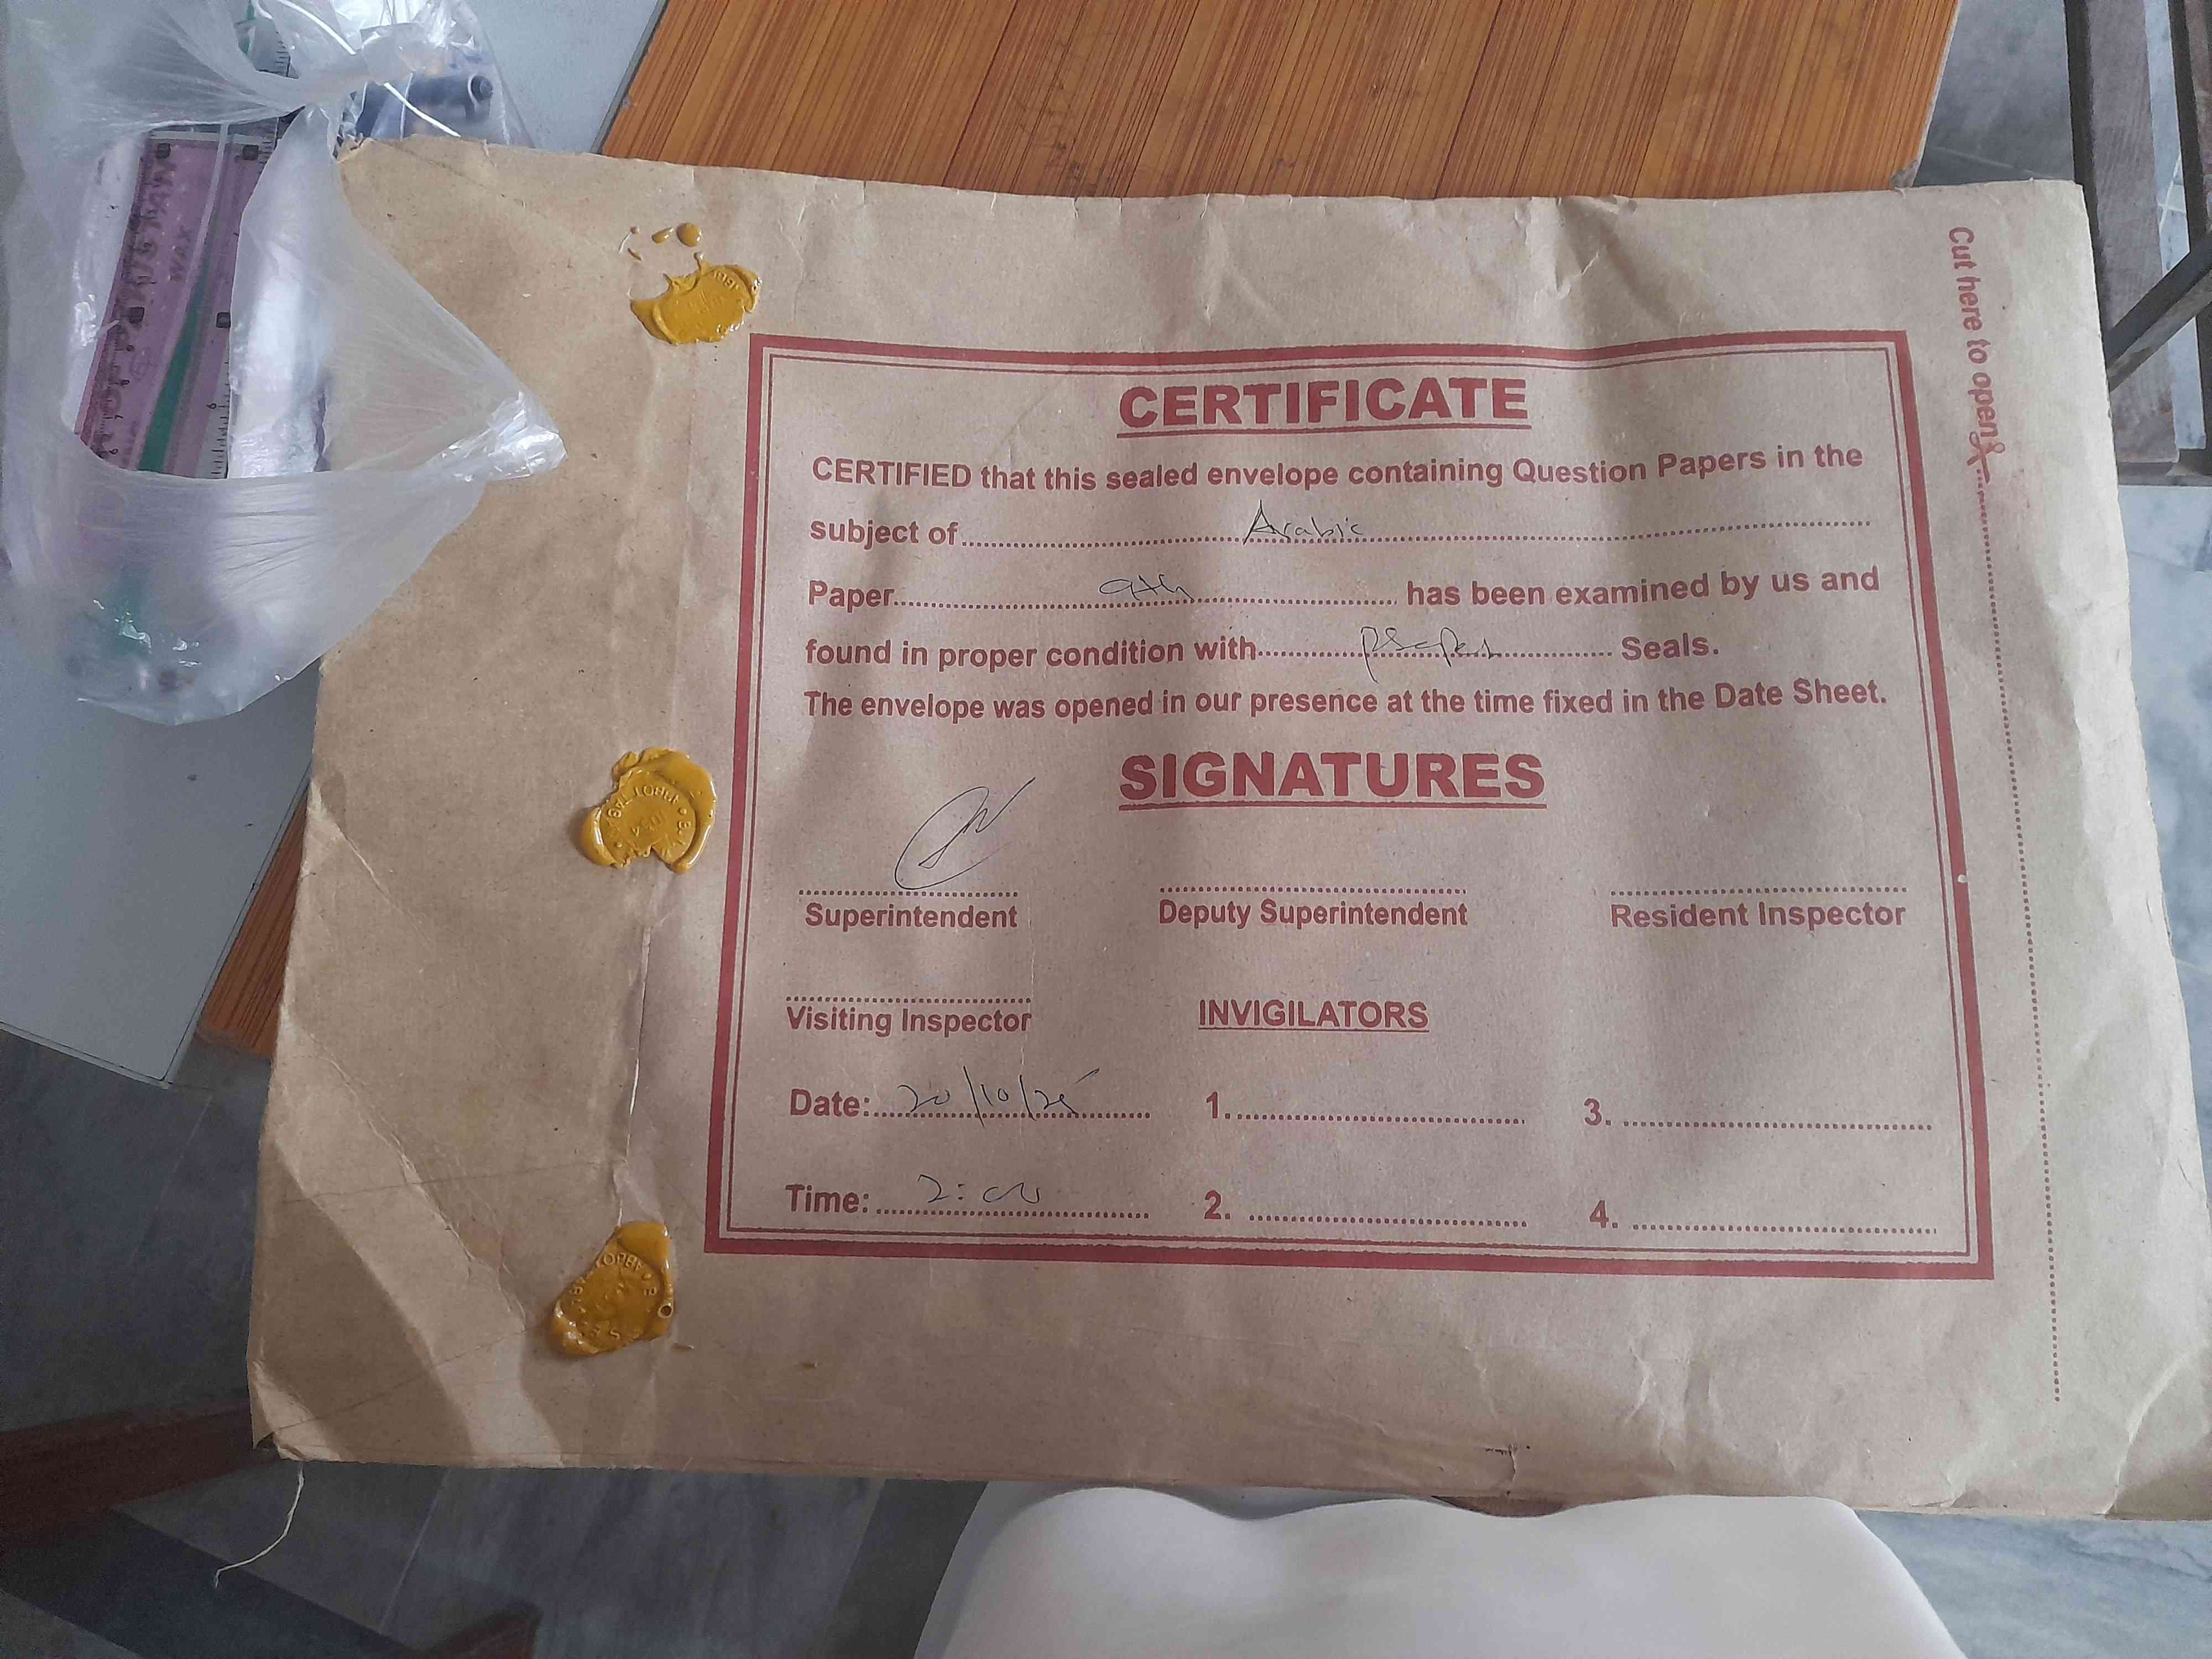 CERTIFICATE
CERTIFIED that this sealed envelope containing Question Papers in the
subject of Arabic
Paper 9th has been examined by us and
found in proper condition with Seals.
The envelope was opened in our presence at the time fixed in the Date Sheet.
SIGNATURES
Superintendent Deputy Superintendent Resident Inspector
Visiting Inspector INVIGILATORS
Date: 20/10/25 1. 3.
Time: 2:00 2. 4.
Cut here to open